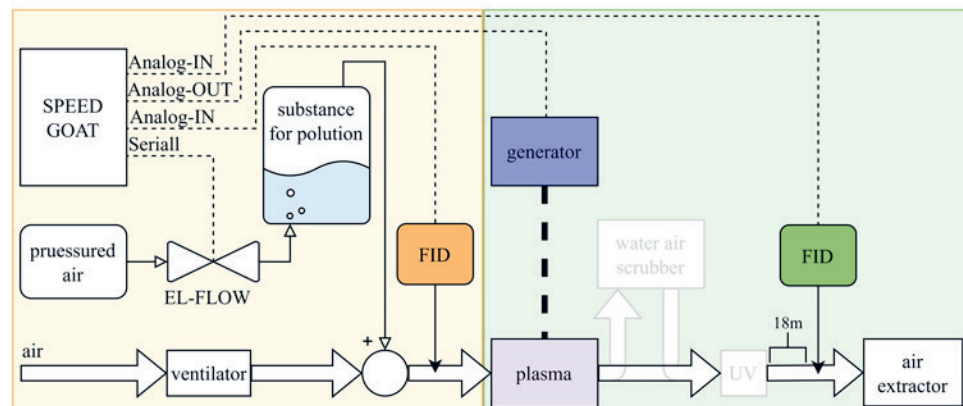 SPEED
GOAT
Analog-IN
Analog-OUT
Analog-IN
Seriall
substance
for polution
generator
pruessured
air
EL-FLOW
FID
water air
scrubber
FID
18m
air
ventilator
+
plasma
UV
air
extractor